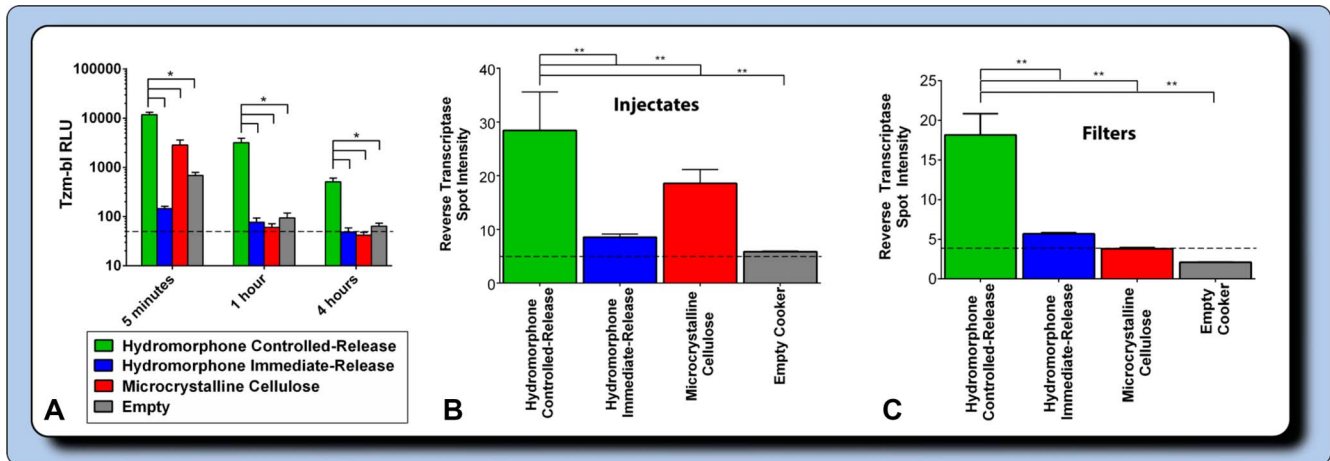 100000
10000
1000
100
10
Tzm-bl RLU
*
*
*
5 minutes
1 hour
4 hours
Hydromorphone Controlled-Release
Hydromorphone Immediate-Release
Microcrystalline Cellulose
Empty
A
**
**
**
Injectates
40
30
20
10
0
Reverse Transcriptase
Spot Intensity
Hydromorphone
Controlled-Release
Hydromorphone
Immediate-Release
Microcrystalline
Cellulose
Empty Cooker
B
**
**
**
Filters
25
20
15
10
5
0
Reverse Transcriptase
Spot Intensity
Hydromorphone
Controlled-Release
Hydromorphone
Immediate-Release
Microcrystalline
Cellulose
Empty
Cooker
C